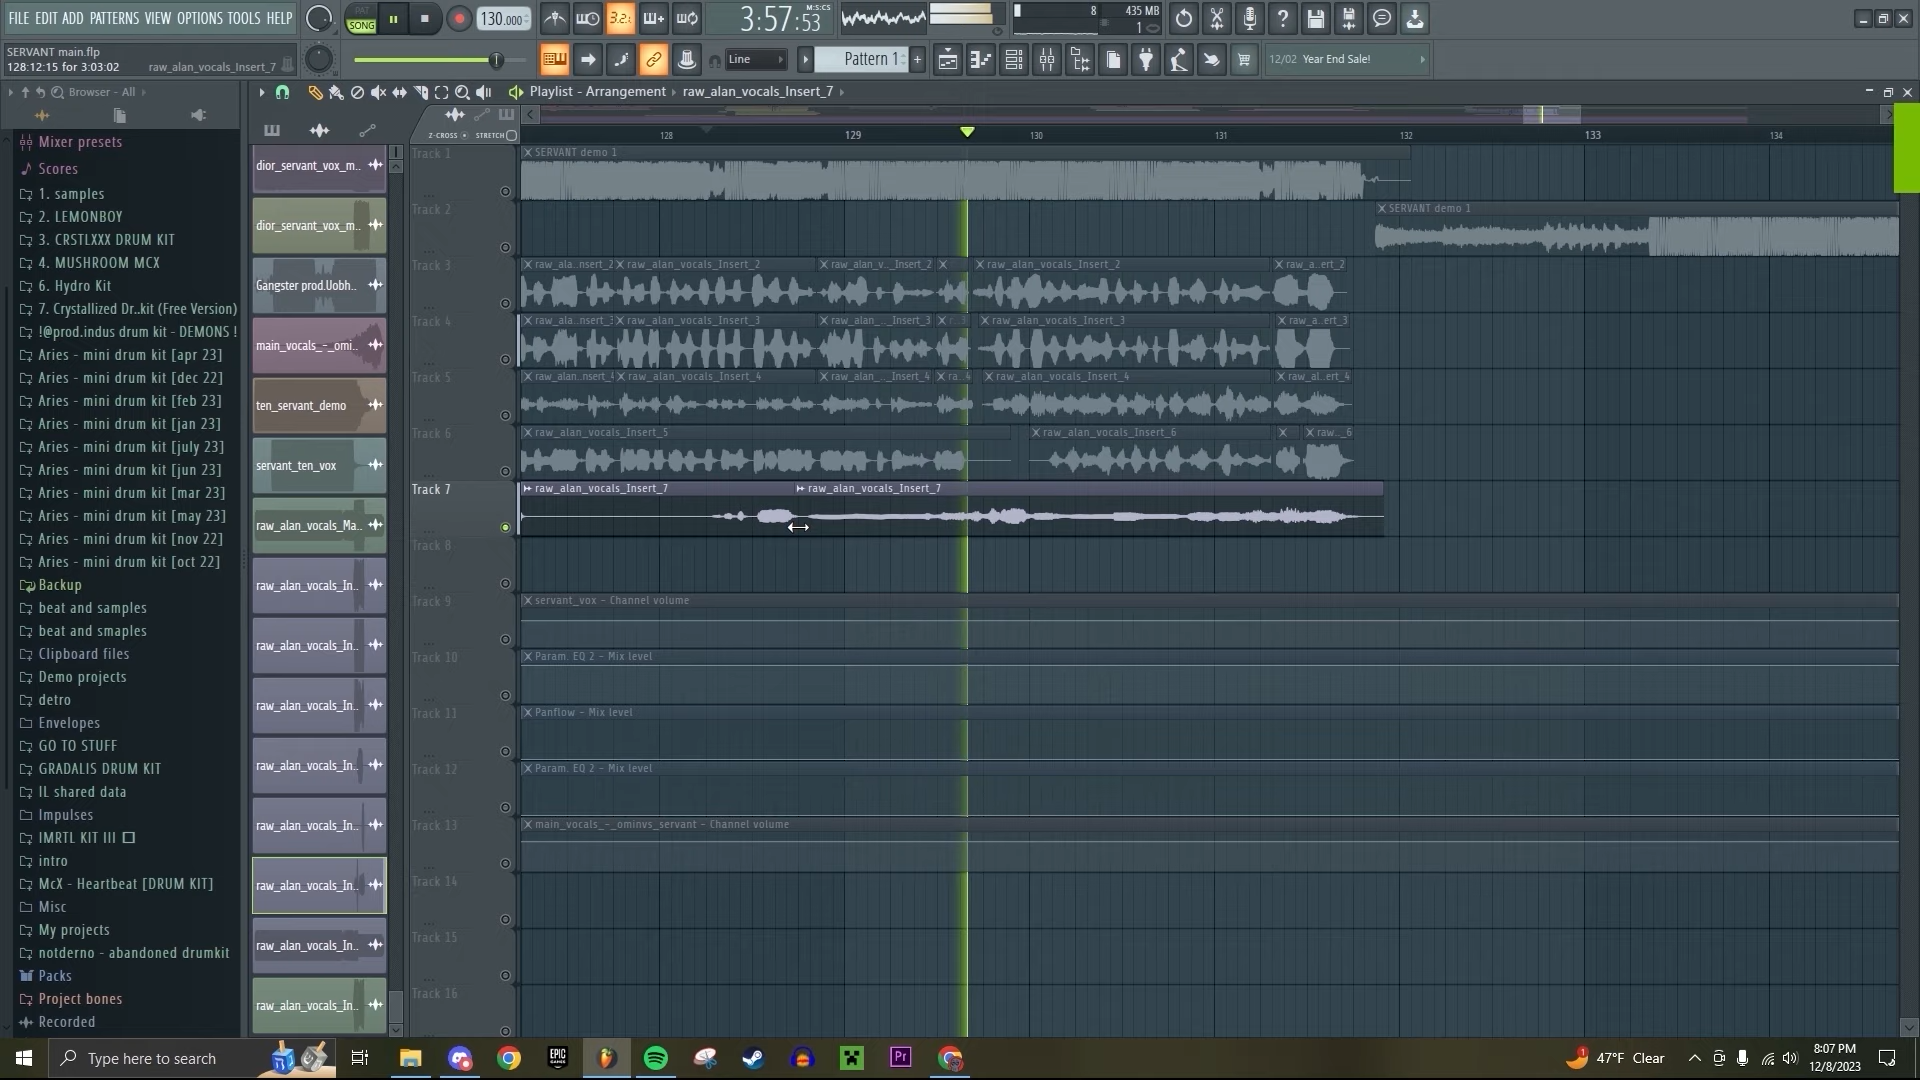 FILE EDIT ADD PATTERNS VIEW OPTIONS TOOLS HELP
PAT
SONG
130.000
3.2.
3:57:53
M:S:CS
8
435 MB
1
SERVANT main.flp
128:12:15 for 3:03:02
raw_alan_vocals_Insert_7
Line
Pattern 1
12/02 Year End Sale!
Browser - All
Playlist - Arrangement
raw_alan_vocals_Insert_7
Z-CROSS
STRETCH
128
129
130
131
132
133
134
Mixer presets
Scores
1. samples
2. LEMONBOY
3. CRSTLXXX DRUM KIT
4. MUSHROOM MCX
6. Hydro Kit
7. Crystallized Dr..kit (Free Version)
!@prod.indus drum kit - DEMONS !
Aries - mini drum kit [apr 23]
Aries - mini drum kit [dec 22]
Aries - mini drum kit [feb 23]
Aries - mini drum kit [jan 23]
Aries - mini drum kit [july 23]
Aries - mini drum kit [jun 23]
Aries - mini drum kit [mar 23]
Aries - mini drum kit [may 23]
Aries - mini drum kit [nov 22]
Aries - mini drum kit [oct 22]
Backup
beat and samples
beat and smaples
Clipboard files
Demo projects
detro
Envelopes
GO TO STUFF
GRADALIS DRUM KIT
IL shared data
Impulses
IMRTL KIT III
intro
McX - Heartbeat [DRUM KIT]
Misc
My projects
notderno - abandoned drumkit
Packs
Project bones
Recorded
dior_servant_vox_m..
dior_servant_vox_m..
Gangster prod.Uobh..
main_vocals_-_omi..
ten_servant_demo
servant_ten_vox
raw_alan_vocals_Ma..
raw_alan_vocals_In..
raw_alan_vocals_In..
raw_alan_vocals_In..
raw_alan_vocals_In..
raw_alan_vocals_In..
raw_alan_vocals_In..
raw_alan_vocals_In..
raw_alan_vocals_In..
Track 1
SERVANT demo 1
Track 2
SERVANT demo 1
Track 3
raw_ala..nsert_2
raw_alan_vocals_Insert_2
raw_alan_v.._Insert_2
raw_alan_vocals_Insert_2
raw_a..ert_2
Track 4
raw_ala..nsert_3
raw_alan_vocals_Insert_3
raw_alan_.._Insert_3
raw_alan_vocals_Insert_3
raw_a..ert_3
Track 5
raw_alan..nsert_4
raw_alan_vocals_Insert_4
raw_alan_.._Insert_4
ra..4
raw_alan_vocals_Insert_4
raw_al..ert_4
Track 6
raw_alan_vocals_Insert_5
raw_alan_vocals_Insert_6
raw.._6
Track 7
raw_alan_vocals_Insert_7
raw_alan_vocals_Insert_7
Track 8
Track 9
servant_vox - Channel volume
Track 10
Param. EQ 2 - Mix level
Track 11
Panflow - Mix level
Track 12
Param. EQ 2 - Mix level
Track 13
main_vocals_-_ominvs_servant - Channel volume
Track 14
Track 15
Track 16
Type here to search
EPIC GAMES
Pr
1
47°F Clear
8:07 PM
12/8/2023